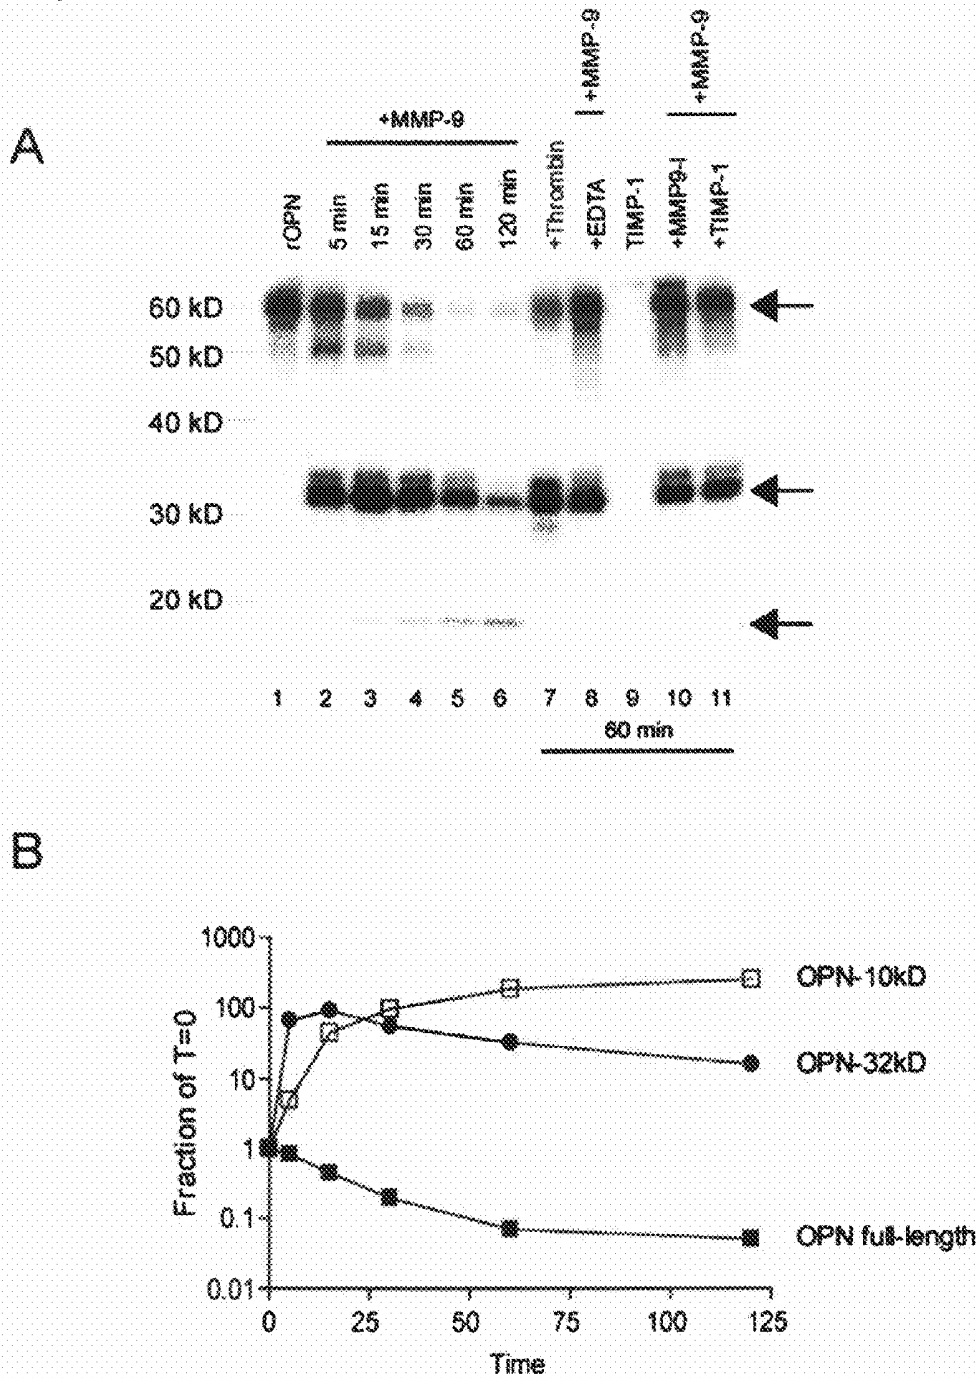 A
+MMP-9
+MMP-9
+MMP-9
rOPN
5 min
15 min
30 min
60 min
120 min
+Thrombin
+EDTA
TIMP-1
+MMP9-I
+TIMP-1
60 kD
50 kD
40 kD
30 kD
20 kD
1 2 3 4 5 6 7 8 9 10 11
60 min
B
1000
100
10
1
0.1
0.01
Fraction of T=0
OPN-10kD
OPN-32kD
OPN full-length
0 25 50 75 100 125
Time